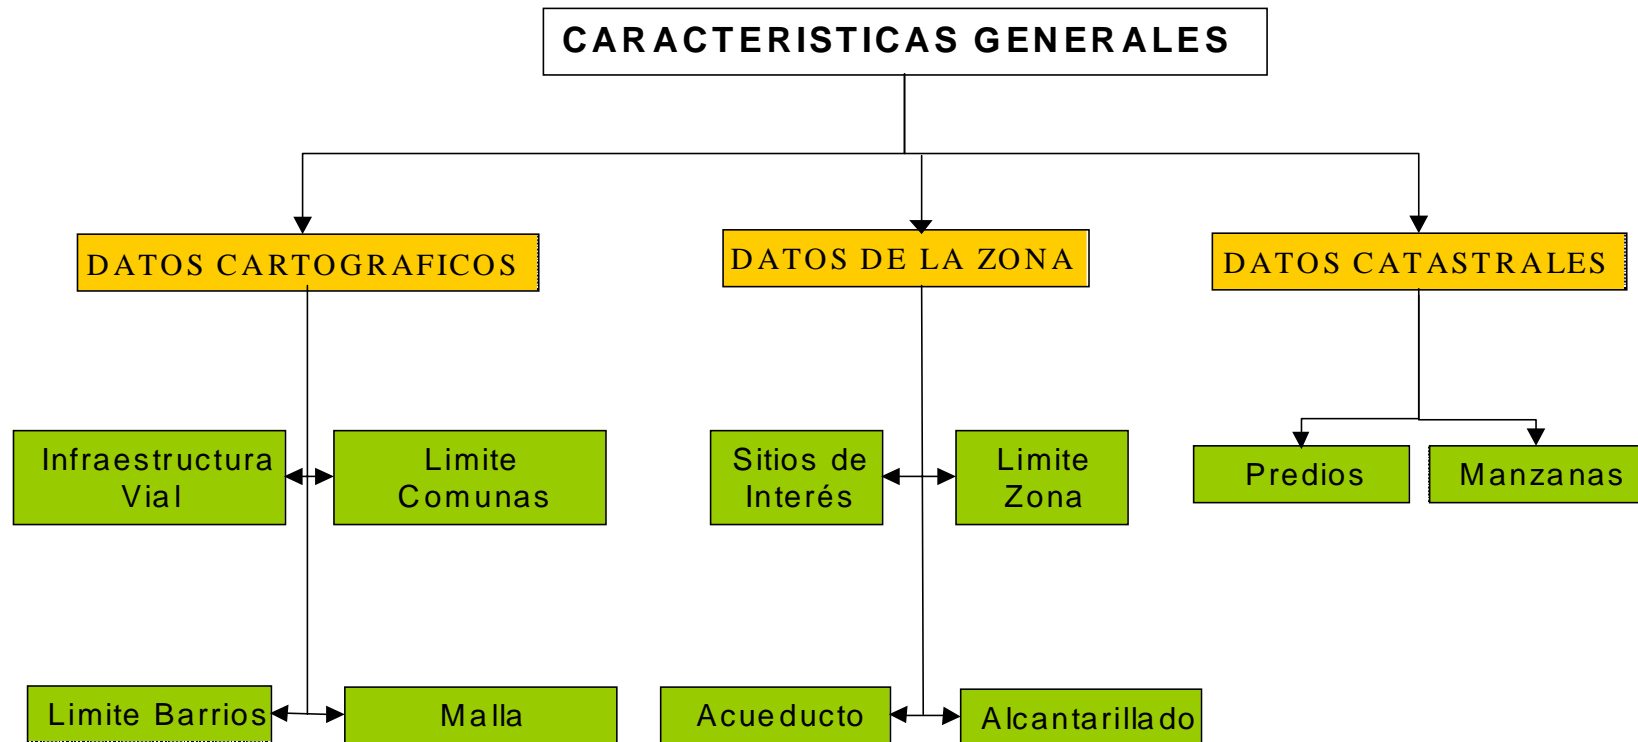 CARACTERISTICAS GENERALES
DATOS CARTOGRAFICOS
DATOS DE LA ZONA
DATOS CATASTRALES
Infraestructura
Vial
Limite
Comunas
Sitios de
Interés
Limite
Zona
Predios
Manzanas
Limite Barrios
Malla
Acueducto
Alcantarillado